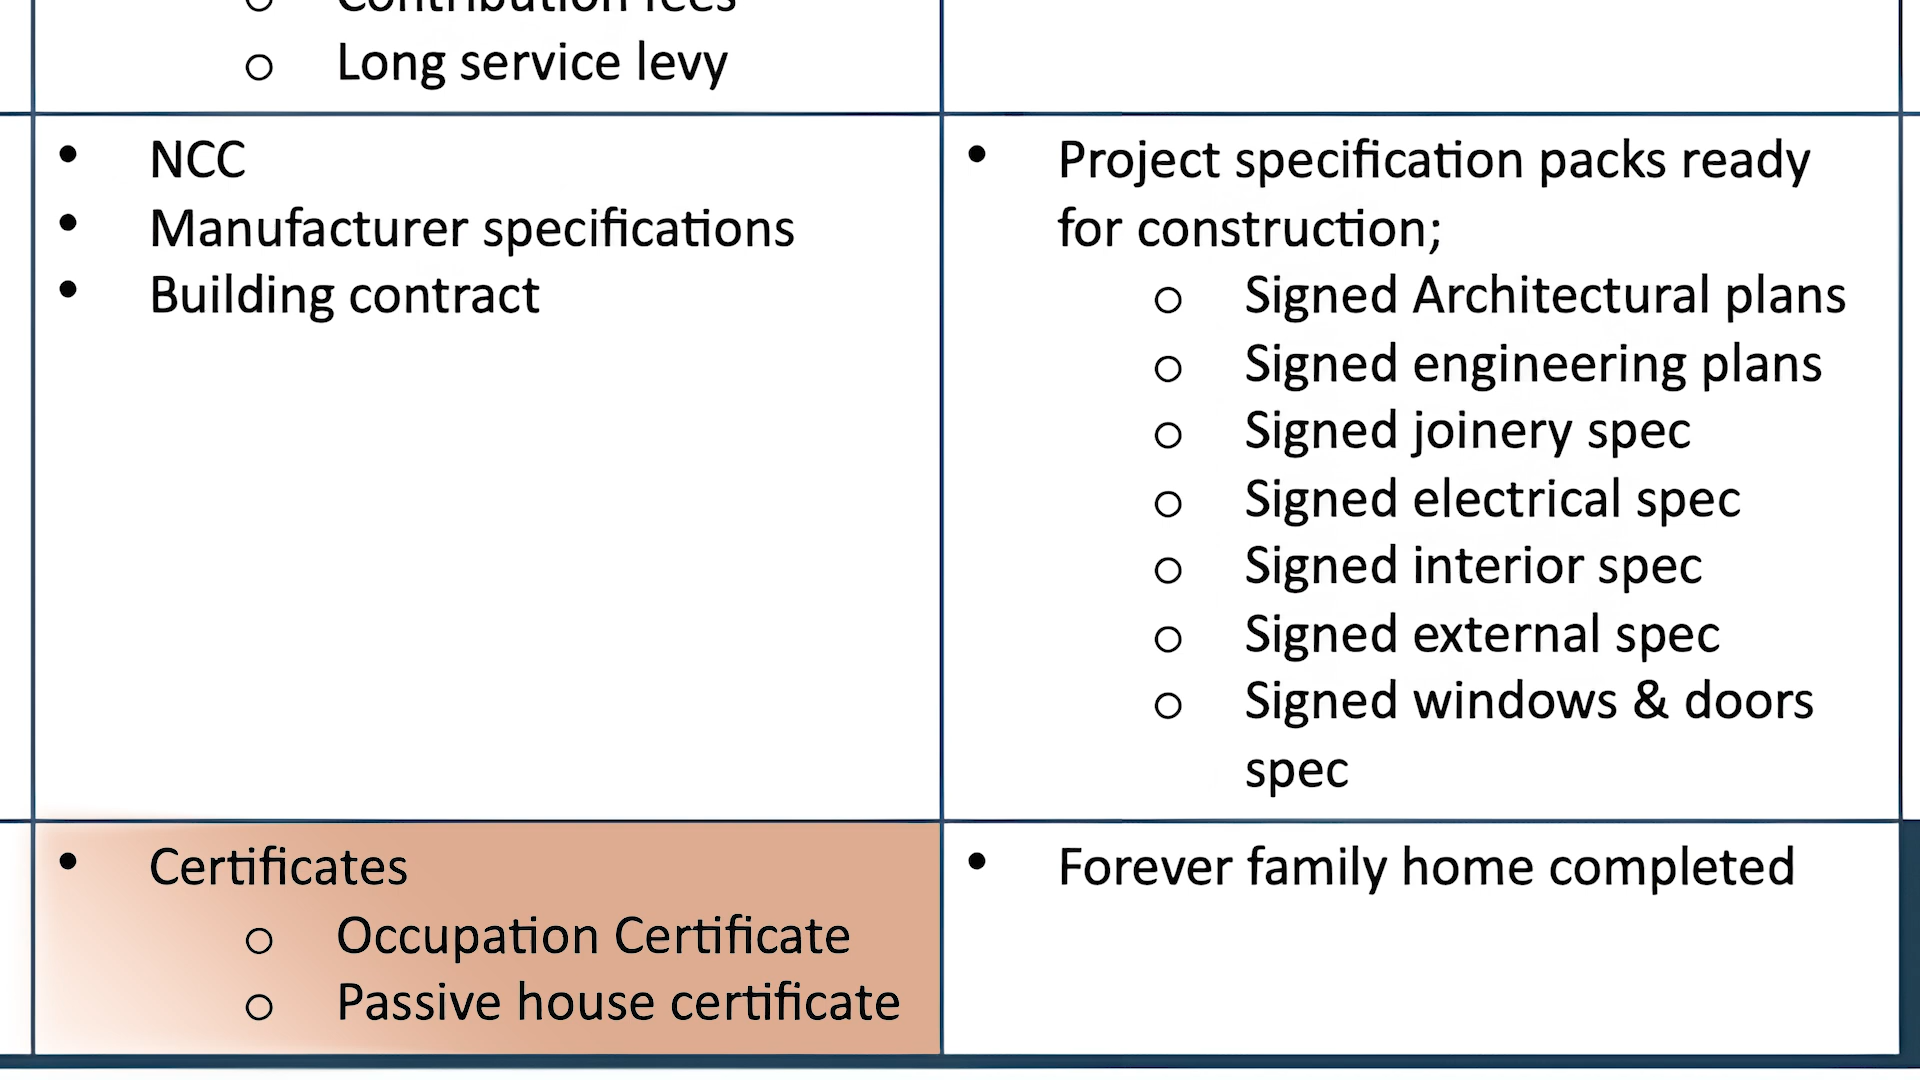 Contribution fees
Long service levy
NCC
Manufacturer specifications
Building contract
Project specification packs ready
for construction;
Signed Architectural plans
Signed engineering plans
Signed joinery spec
Signed electrical spec
Signed interior spec
Signed external spec
Signed windows & doors
spec
Certificates
Occupation Certificate
Passive house certificate
Forever family home completed